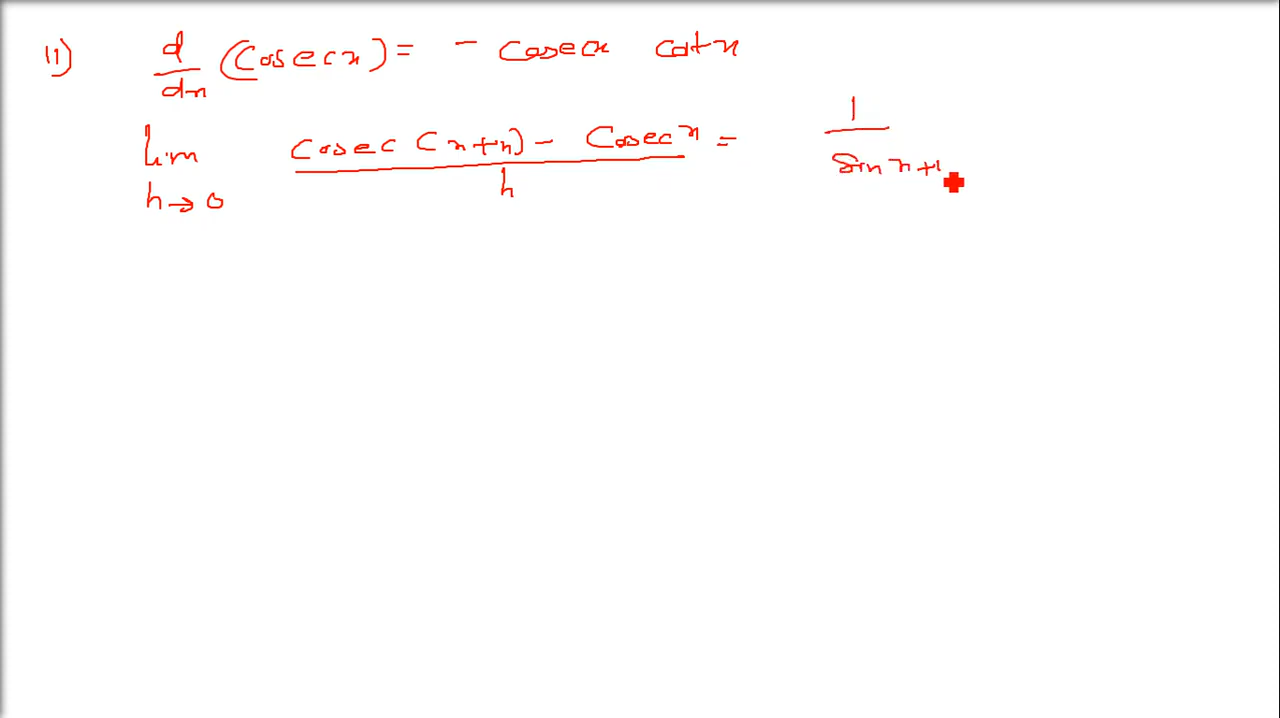 11) d/dx (Cosec x) = - Cosec x cot x
lim h→0 Cosec (x+h) - Cosec x / h = 1 / Sin x+